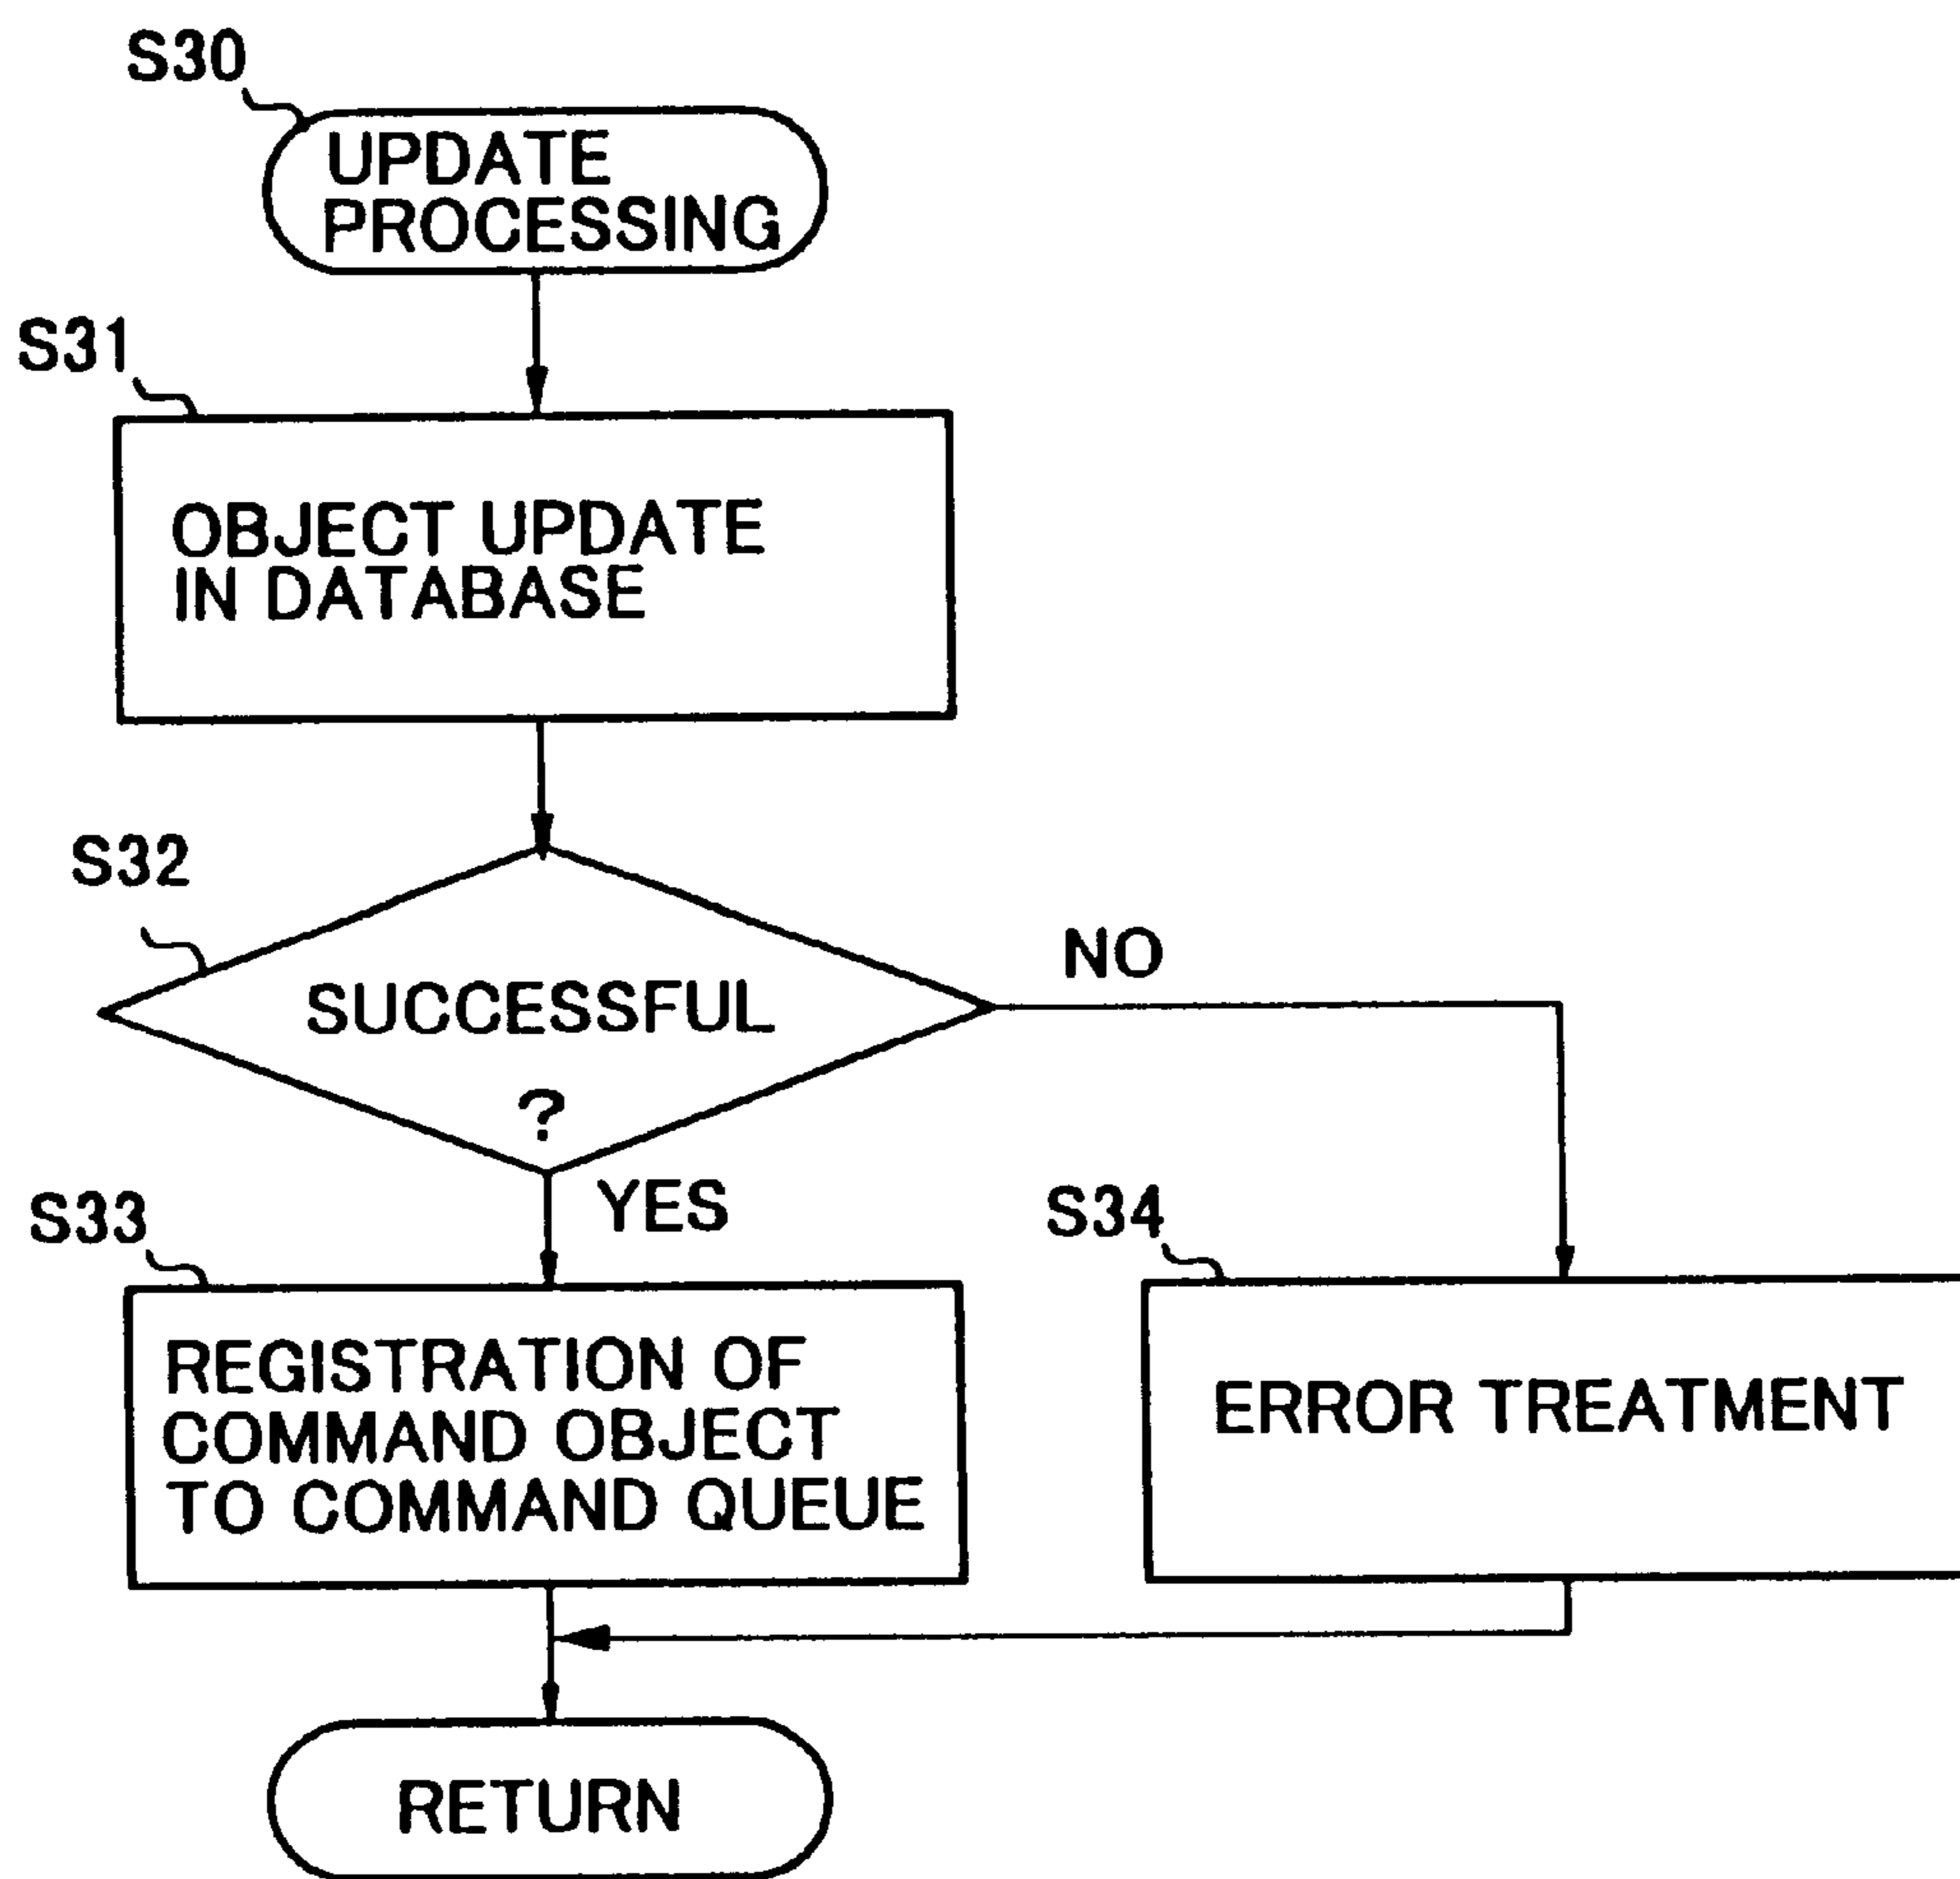 S30
UPDATE
PROCESSING
S31
OBJECT UPDATE
IN DATABASE
S32
SUCCESSFUL
?
NO
YES
S33
REGISTRATION OF
COMMAND OBJECT
TO COMMAND QUEUE
S34
ERROR TREATMENT
RETURN